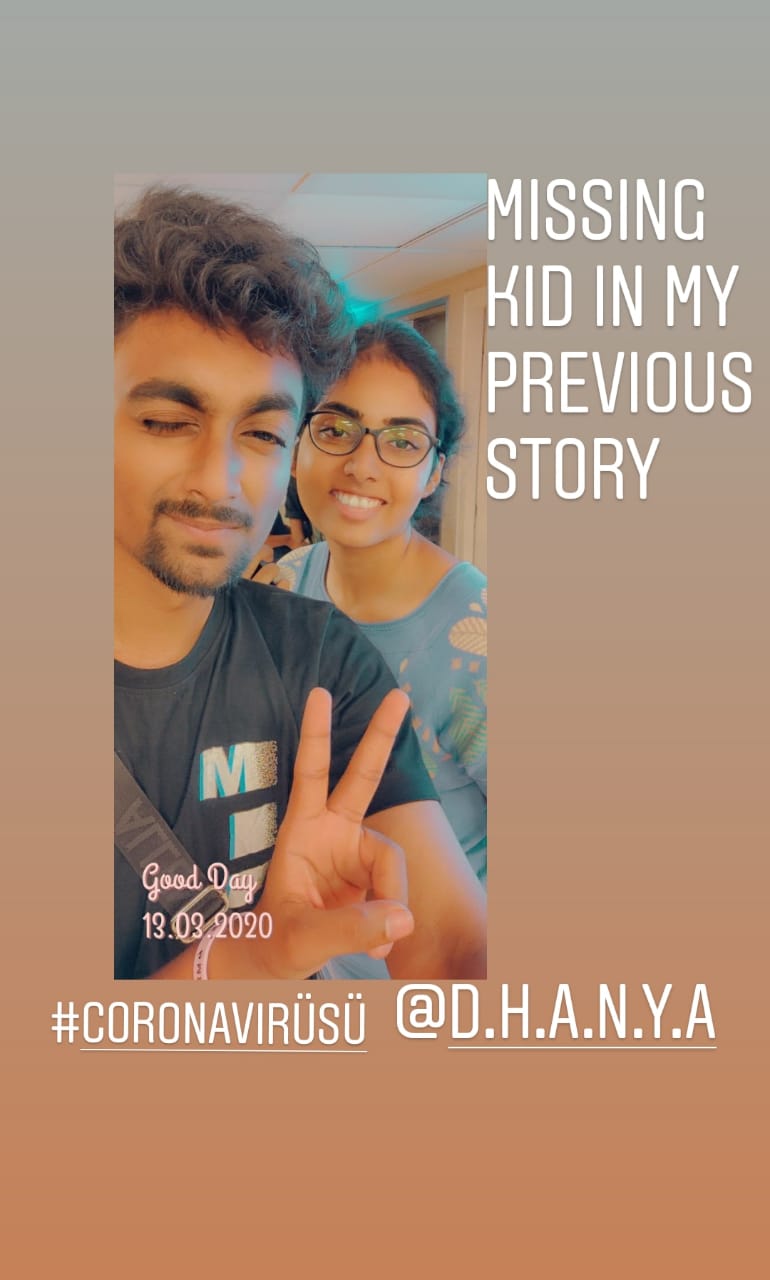 MISSING
KID IN MY
PREVIOUS
STORY
M
Good Day
13.03.2020
#CORONAVIRÜSÜ
@D.H.A.N.Y.A